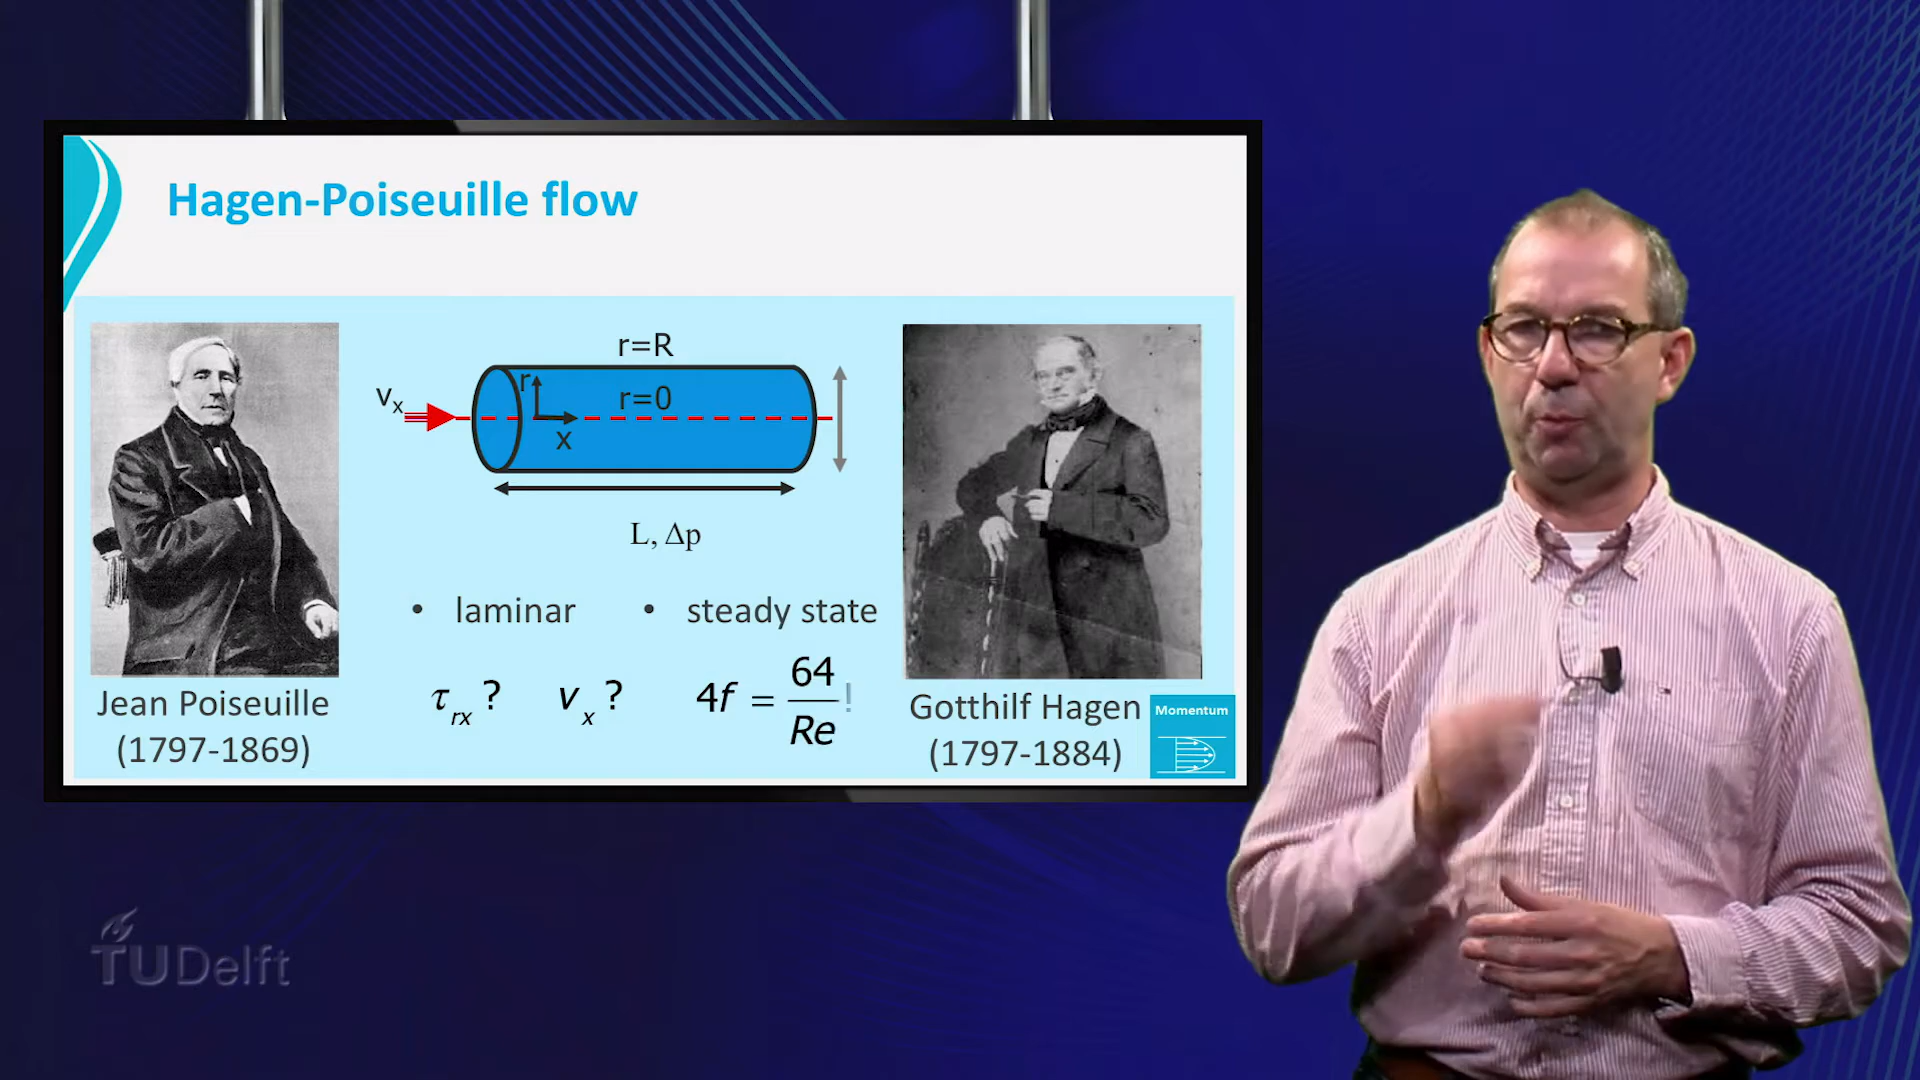 Hagen-Poiseuille flow
r=R
v_x
r
r=0
x
L, Δp
• laminar
• steady state
τ_rx ?
v_x ?
4f = 64/Re !
Jean Poiseuille
(1797-1869)
Gotthilf Hagen
(1797-1884)
Momentum
TUDelft